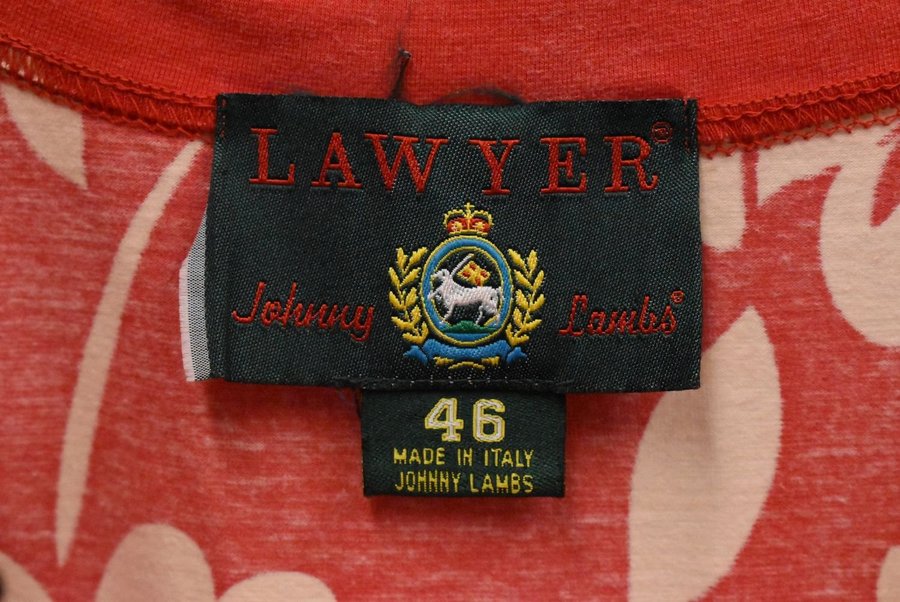 LAWYER®
Johnny Lambs®
46
MADE IN ITALY
JOHNNY LAMBS